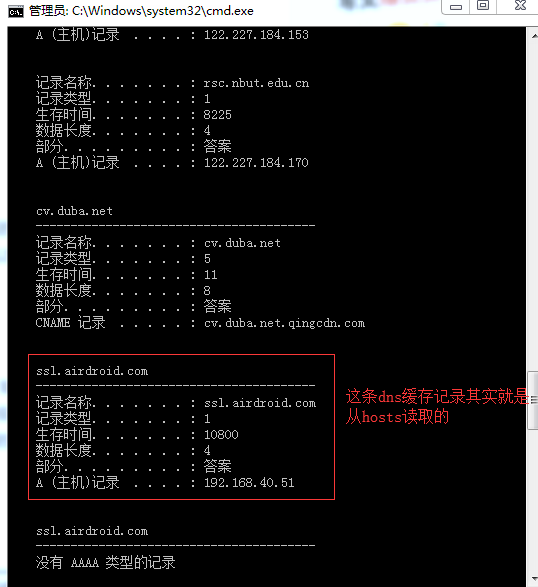 管理员: C:\Windows\system32\cmd.exe
A (主机)记录 . . . . : 122.227.184.153
记录名称. . . . . . . : rsc.nbut.edu.cn
记录类型. . . . . . . : 1
生存时间. . . . . . . : 8225
数据长度. . . . . . . : 4
部分. . . . . . . . . : 答案
A (主机)记录 . . . . : 122.227.184.170
cv.duba.net
----------------------------------------
记录名称. . . . . . . : cv.duba.net
记录类型. . . . . . . : 5
生存时间. . . . . . . : 11
数据长度. . . . . . . : 8
部分. . . . . . . . . : 答案
CNAME 记录 . . . . . : cv.duba.net.qingcdn.com
ssl.airdroid.com
----------------------------------------
记录名称. . . . . . . : ssl.airdroid.com
记录类型. . . . . . . : 1
生存时间. . . . . . . : 10800
数据长度. . . . . . . : 4
部分. . . . . . . . . : 答案
A (主机)记录 . . . . : 192.168.40.51
这条dns缓存记录其实就是
从hosts读取的
ssl.airdroid.com
----------------------------------------
没有 AAAA 类型的记录